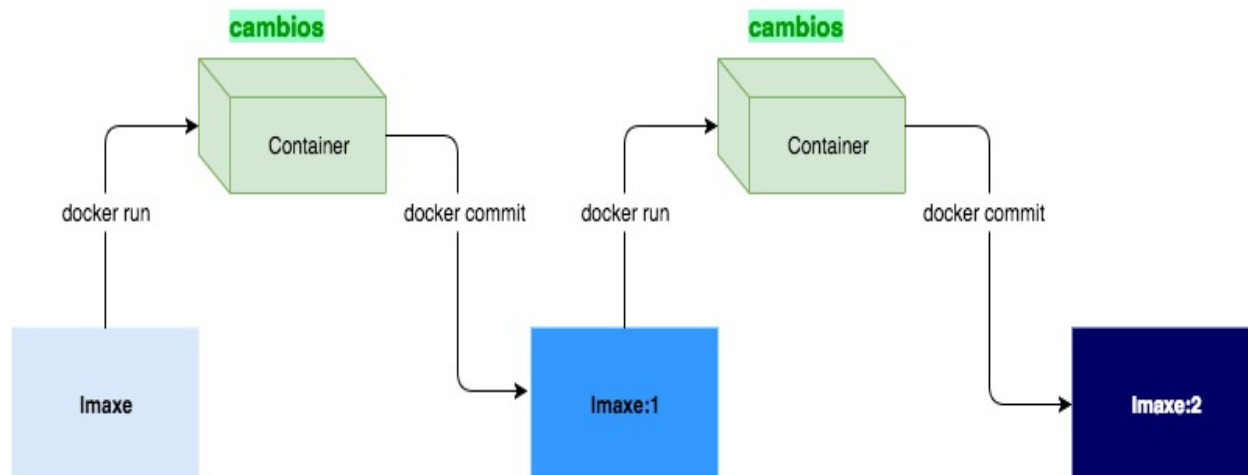 cambios
cambios
Container
Container
docker run
docker commit
docker run
docker commit
Imaxe
Imaxe:1
Imaxe:2